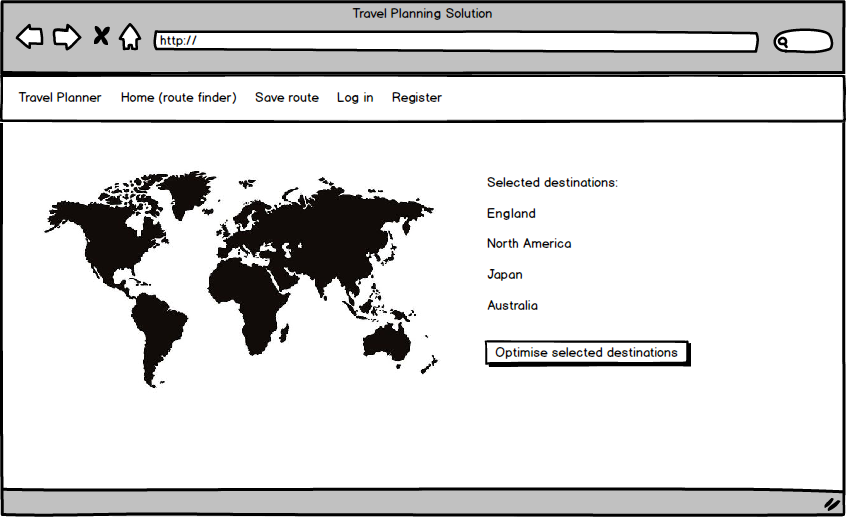 Travel Planning Solution
http://
Travel Planner Home (route finder) Save route Log in Register
Selected destinations:
England
North America
Japan
Australia
Optimise selected destinations